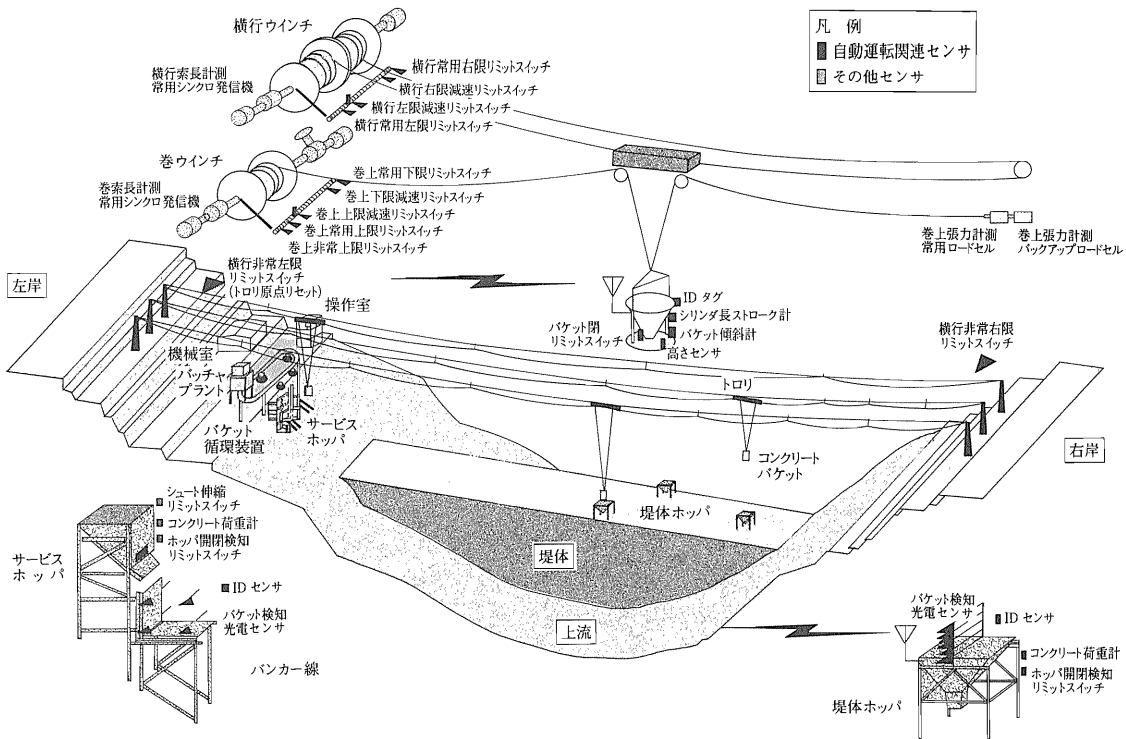 横行ウインチ
横行索長計測
常用シンクロ発信機
横行常用右限リミットスイッチ
横行右限減速リミットスイッチ
横行左限減速リミットスイッチ
横行常用左限リミットスイッチ
凡 例
自動運転関連センサ
その他センサ
巻ウインチ
巻索長計測
常用シンクロ発信機
巻上常用下限リミットスイッチ
巻上下限減速リミットスイッチ
巻上上限減速リミットスイッチ
巻上常用上限リミットスイッチ
巻上非常上限リミットスイッチ
巻上張力計測
常用ロードセル
巻上張力計測
バックアップロードセル
左岸
横行非常左限
リミットスイッチ
(トロリ原点リセット)
操作室
機械室
バッチャ
プラント
バケット
循環装置
サービス
ホッパ
IDタグ
シリンダ長ストローク計
バケット傾斜計
高さセンサ
バケット閉
リミットスイッチ
横行非常右限
リミットスイッチ
トロリ
コンクリート
バケット
右岸
堤体ホッパ
堤体
上流
シュート伸縮
リミットスイッチ
コンクリート荷重計
ホッパ開閉検知
リミットスイッチ
サービス
ホッパ
IDセンサ
バケット検知
光電センサ
バンカー線
バケット検知
光電センサ
IDセンサ
コンクリート荷重計
ホッパ開閉検知
リミットスイッチ
堤体ホッパ